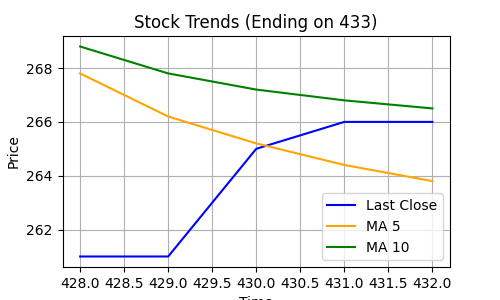 Stock Trends (Ending on 433)
Price
268
266
264
262
Last Close
MA 5
MA 10
428.0 428.5 429.0 429.5 430.0 430.5 431.0 431.5 432.0
Time